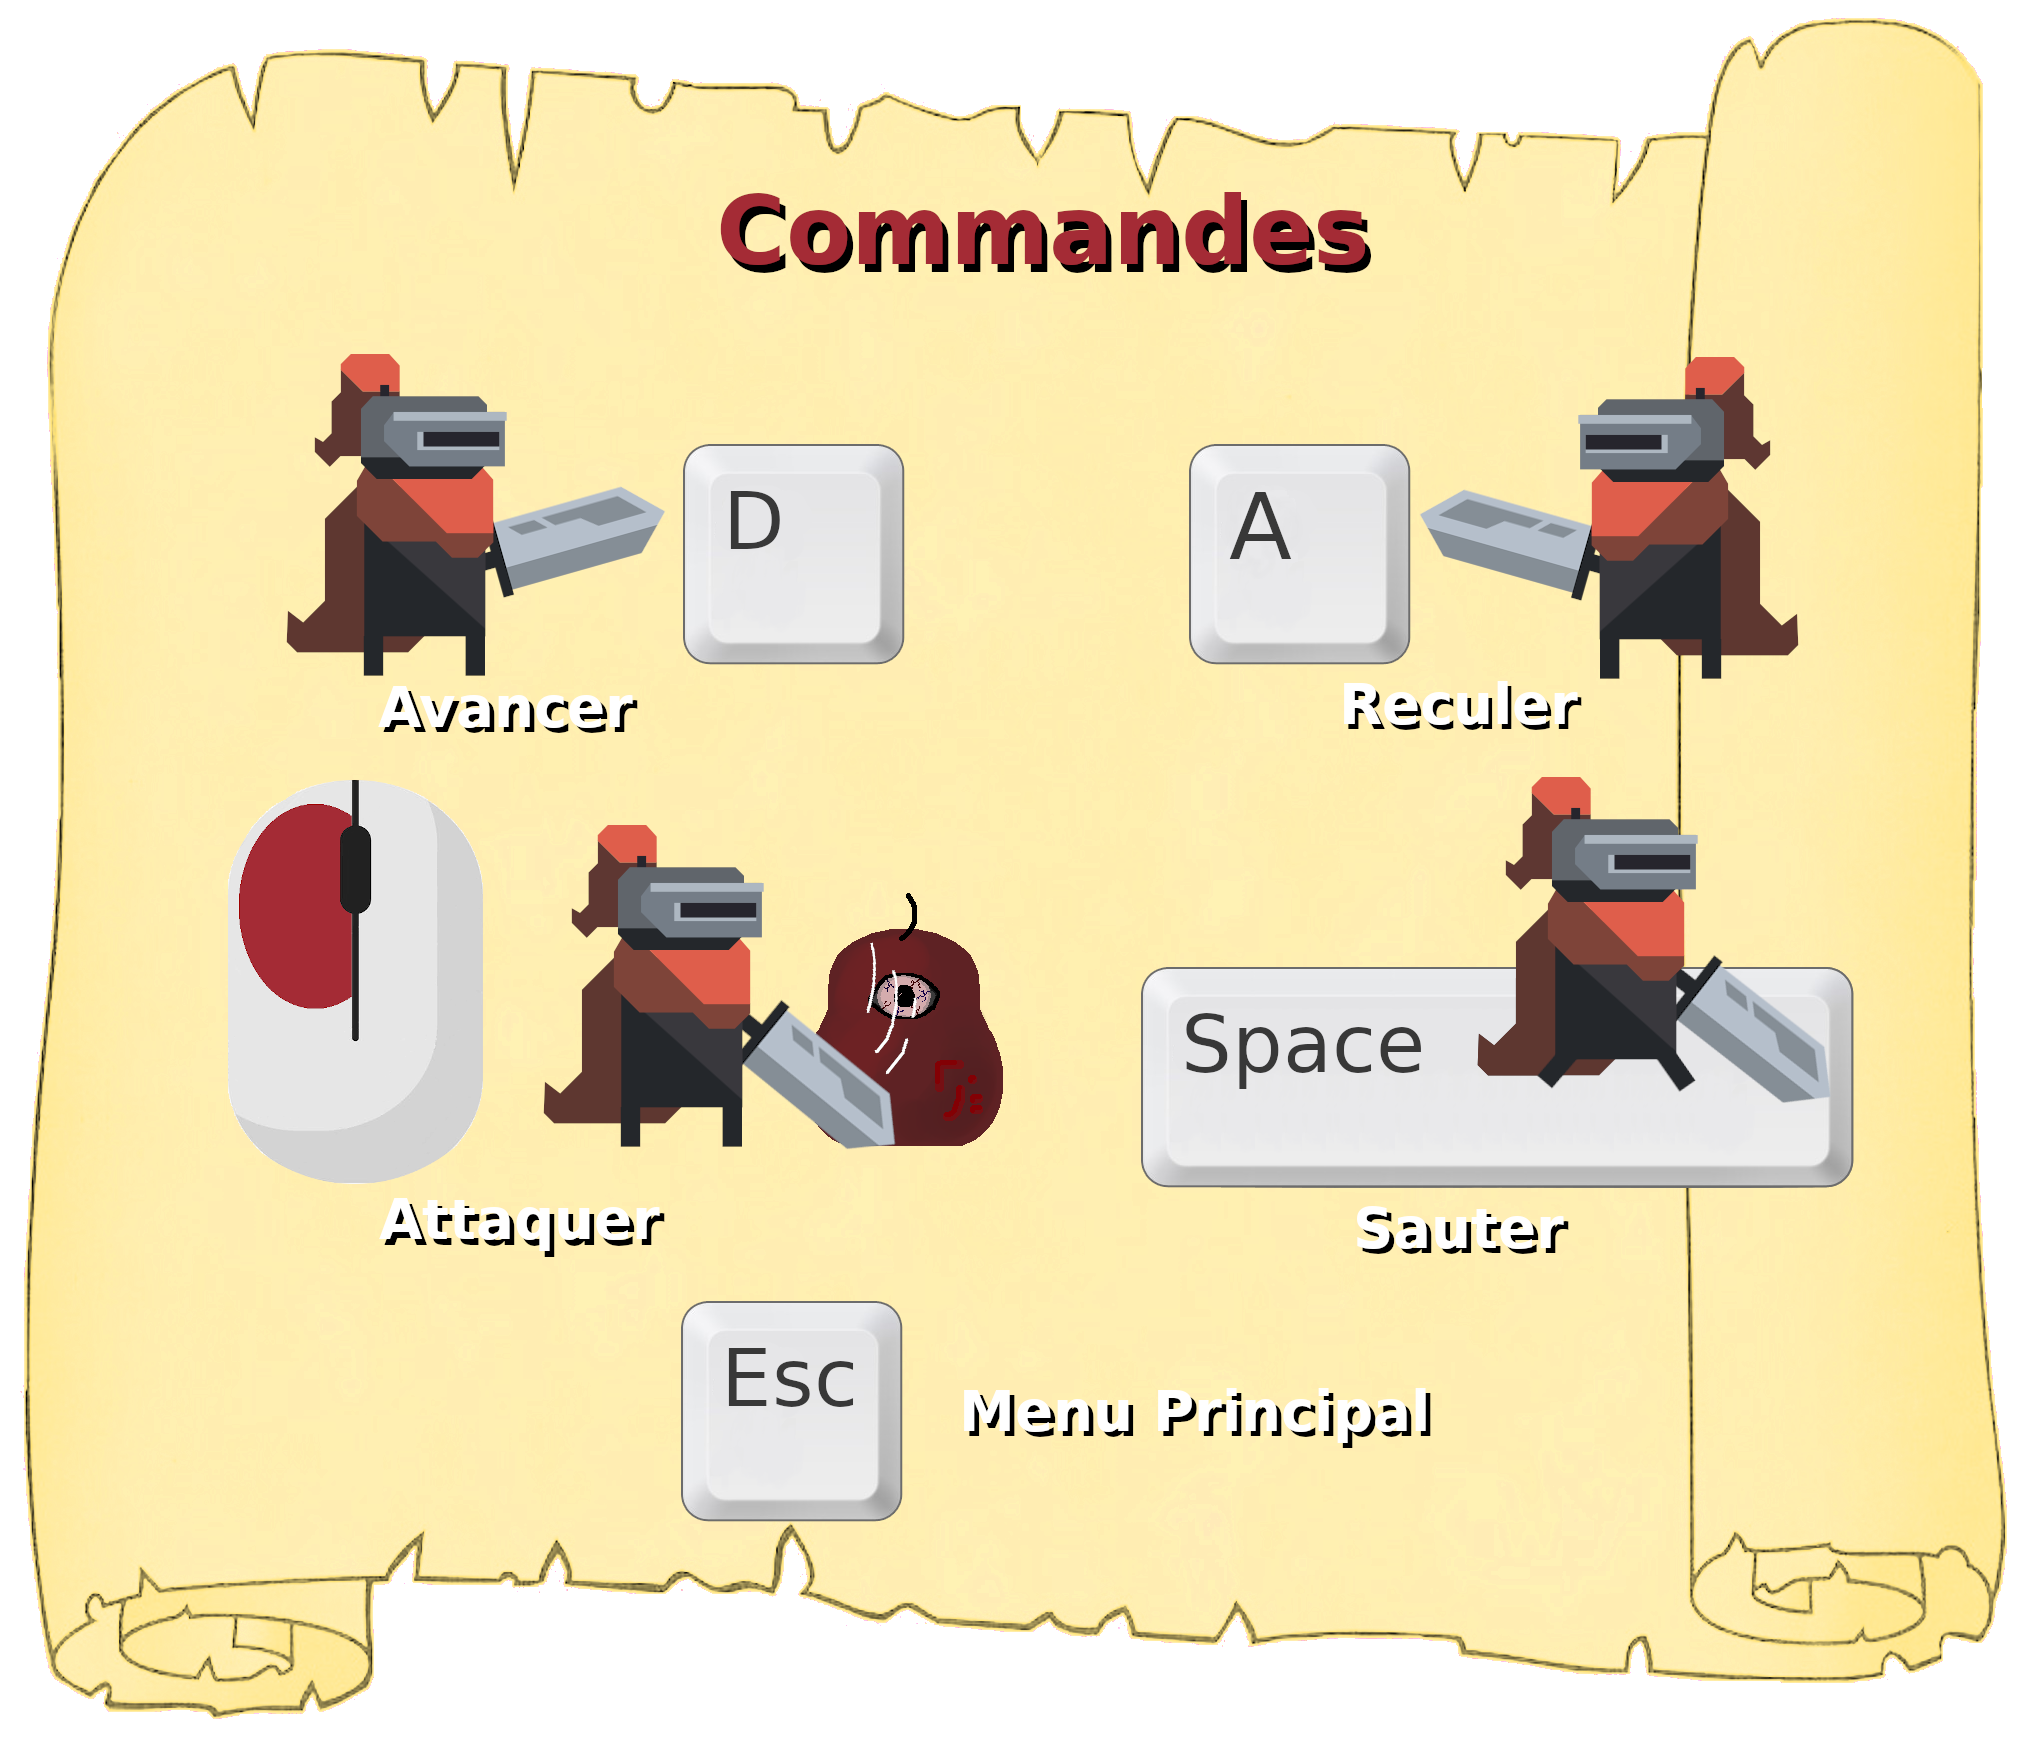 Commandes
D
A
Avancer
Reculer
Space
Attaquer
Sauter
Esc
Menu Principal